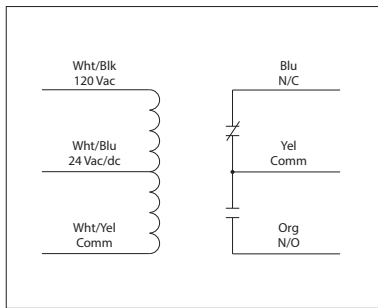 Wht/Blk
120 Vac
Wht/Blu
24 Vac/dc
Wht/Yel
Comm
Blu
N/C
Yel
Comm
Org
N/O